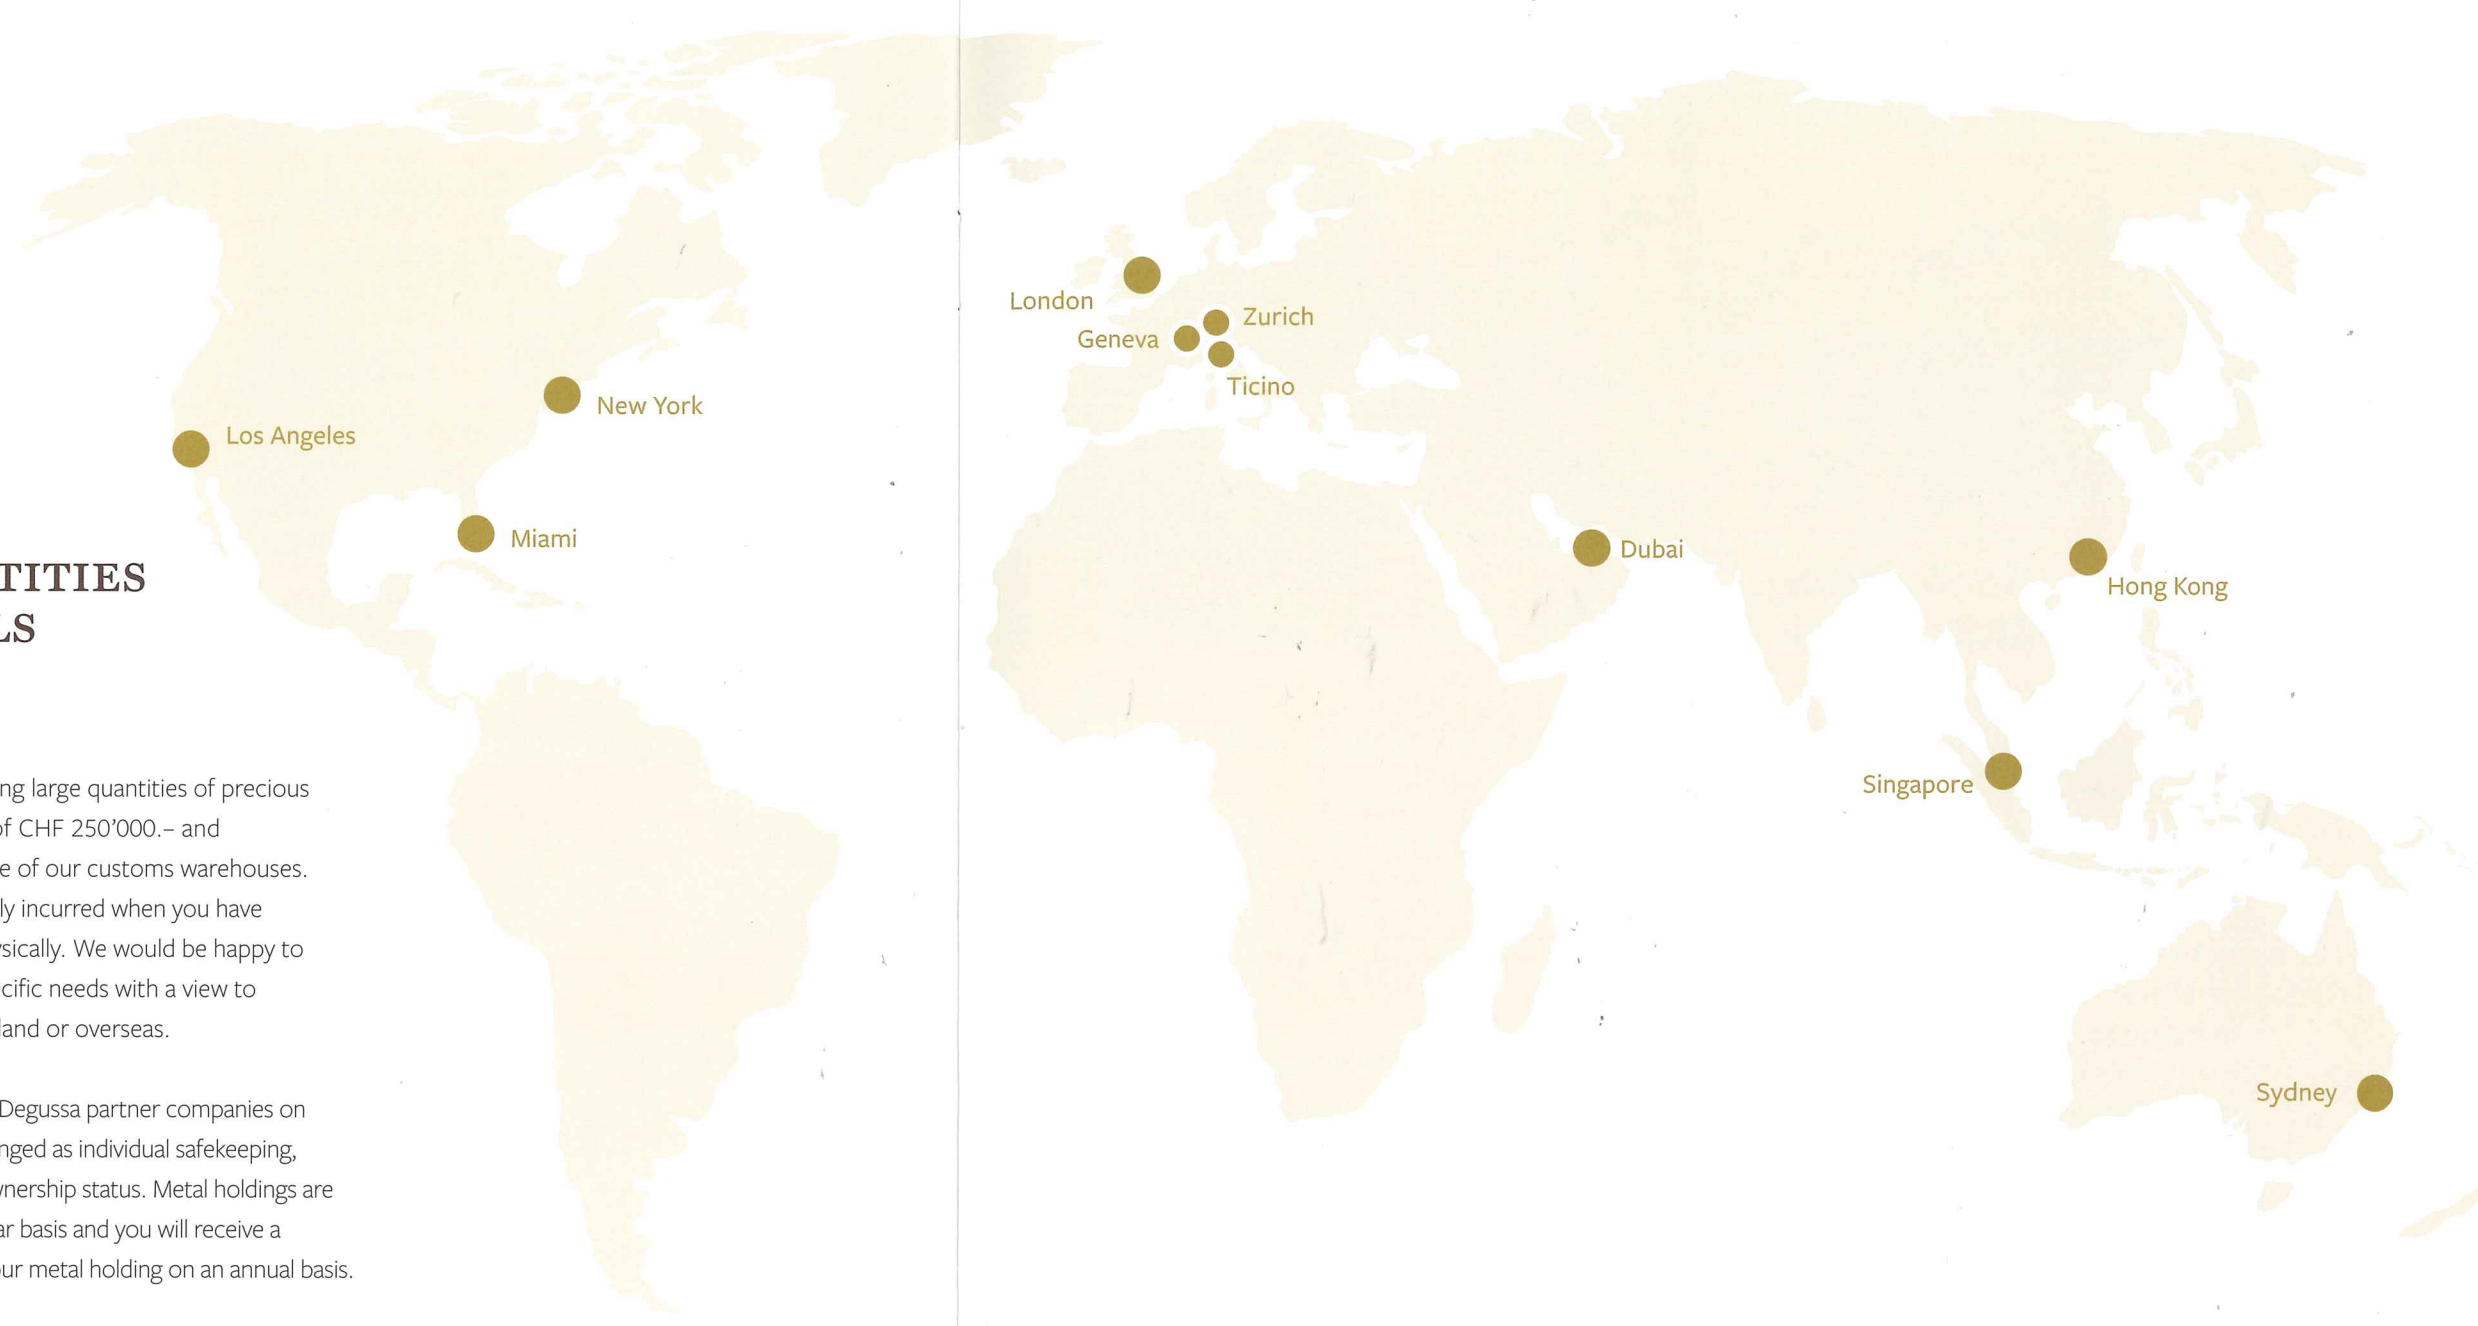 TITIES
LS
ng large quantities of precious
of CHF 250’000.– and
e of our customs warehouses.
ly incurred when you have
sically. We would be happy to
cific needs with a view to
land or overseas.
Degussa partner companies on
nged as individual safekeeping,
nership status. Metal holdings are
ar basis and you will receive a
ur metal holding on an annual basis.
Los Angeles
New York
Miami
London
Zurich
Geneva
Ticino
Dubai
Hong Kong
Singapore
Sydney